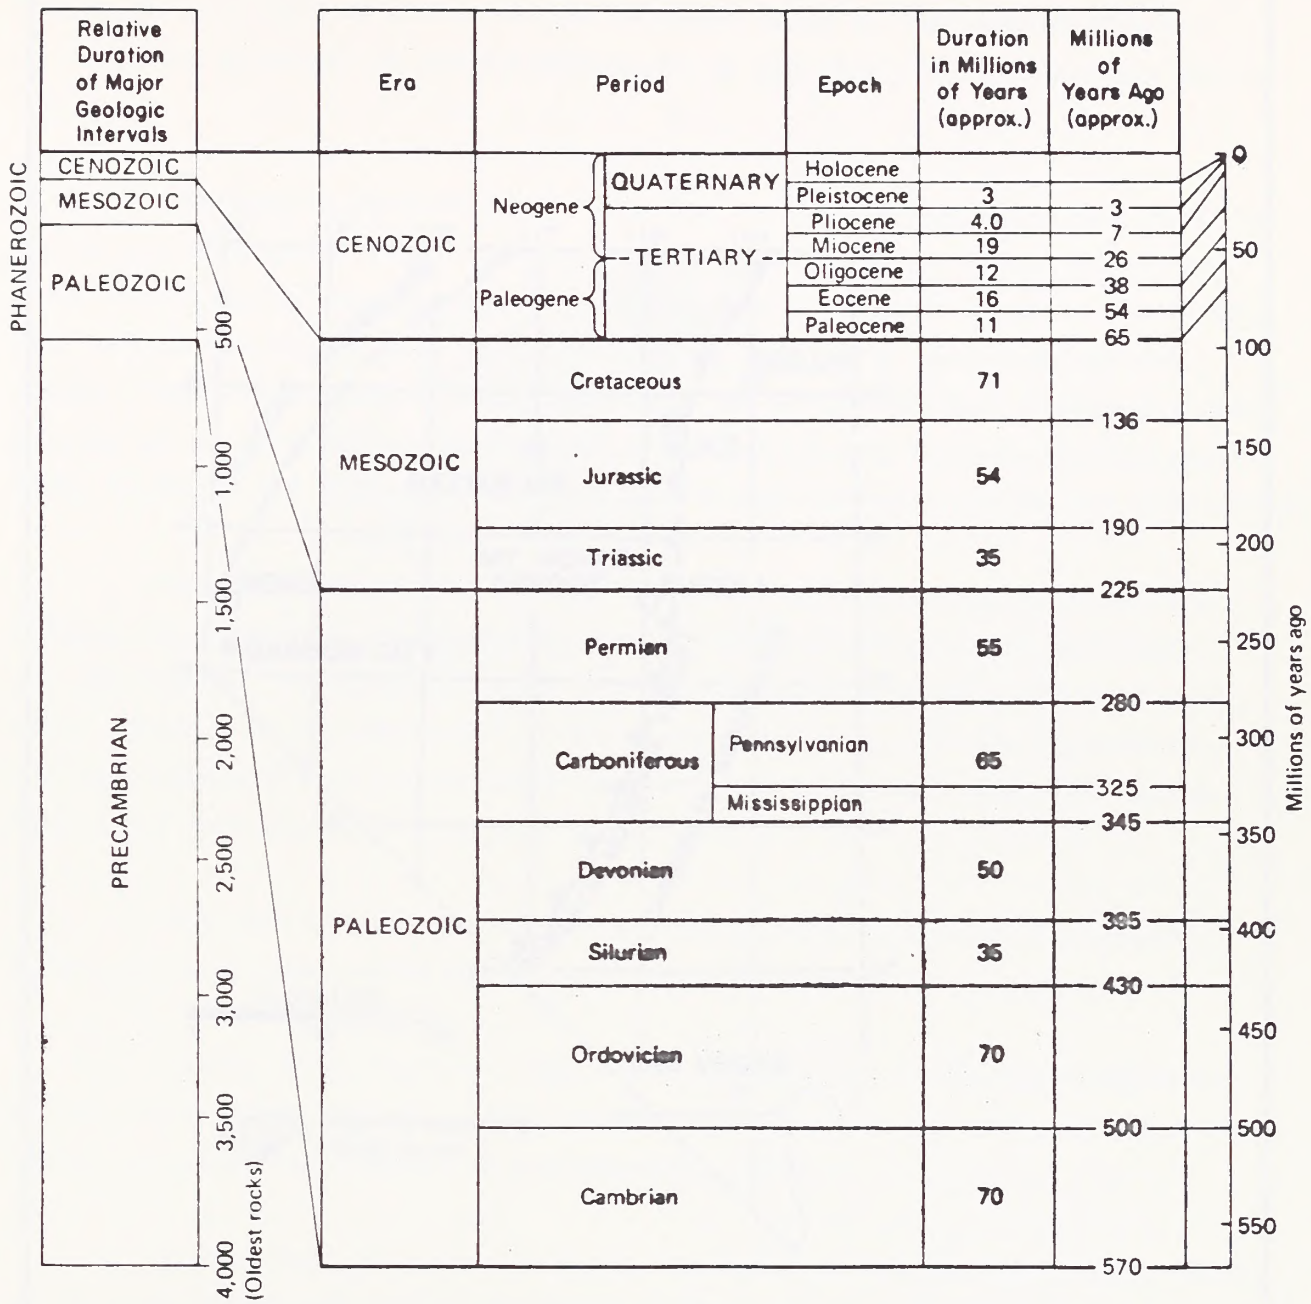 Relative
Duration
of Major
Geologic
Intervals
Era
Period
Epoch
Duration
in Millions
of Years
(approx.)
Millions
of
Years Ago
(approx.)
PHANEROZOIC
CENOZOIC
MESOZOIC
PALEOZOIC
PRECAMBRIAN
500
1,000
1,500
2,000
2,500
3,000
3,500
4,000
(Oldest rocks)
CENOZOIC
Neogene
Paleogene
QUATERNARY
TERTIARY
Holocene
Pleistocene 3
3
Pliocene 4.0
7
Miocene 19
26
Oligocene 12
38
Eocene 16
54
Paleocene 11
65
MESOZOIC
Cretaceous 71
136
Jurassic 54
190
Triassic 35
225
PALEOZOIC
Permian 55
280
Carboniferous
Pennsylvanian
65
325
Mississippian
345
Devonian 50
395
Silurian 35
430
Ordovician 70
500
Cambrian 70
570
0
50
100
150
200
250
300
350
400
450
500
550
Millions of years ago